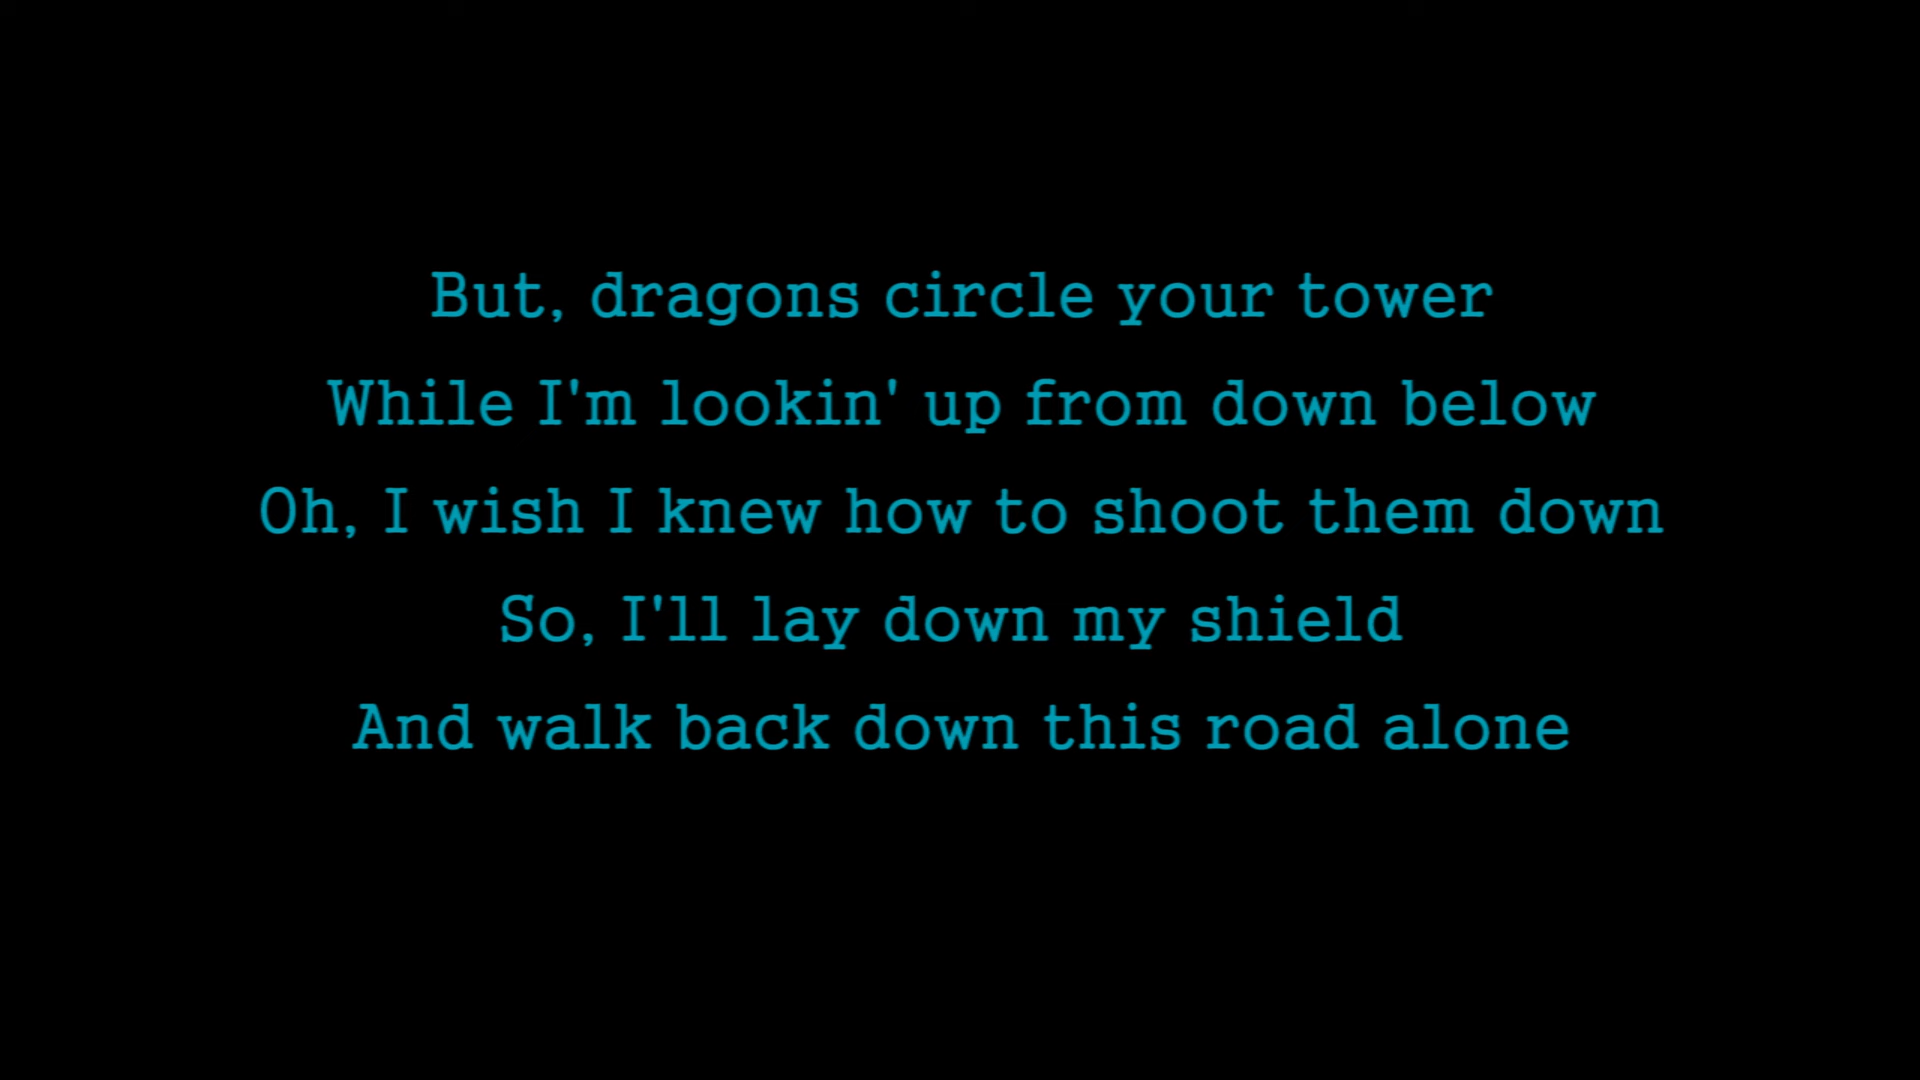 But, dragons circle your tower
While I'm lookin' up from down below
Oh, I wish I knew how to shoot them down
So, I'll lay down my shield
And walk back down this road alone